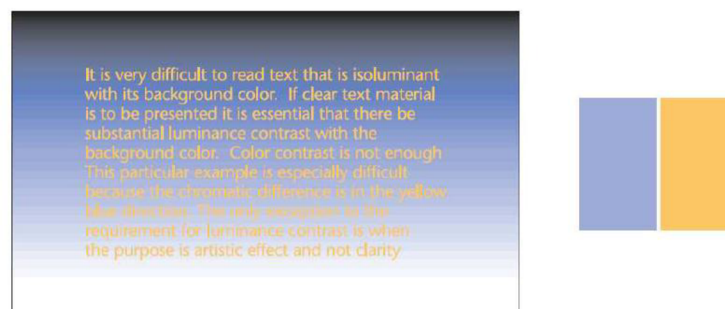 It is very difficult to read text that is isoluminant
with its background color. If clear text material
is to be presented it is essential that there be
substantial luminance contrast with the
background color. Color contrast is not enough
This particular example is especially difficult
because the chromatic difference is in the yellow
blue direction. The only exception to the
requirement for luminance contrast is when
the purpose is artistic effect and not clarity